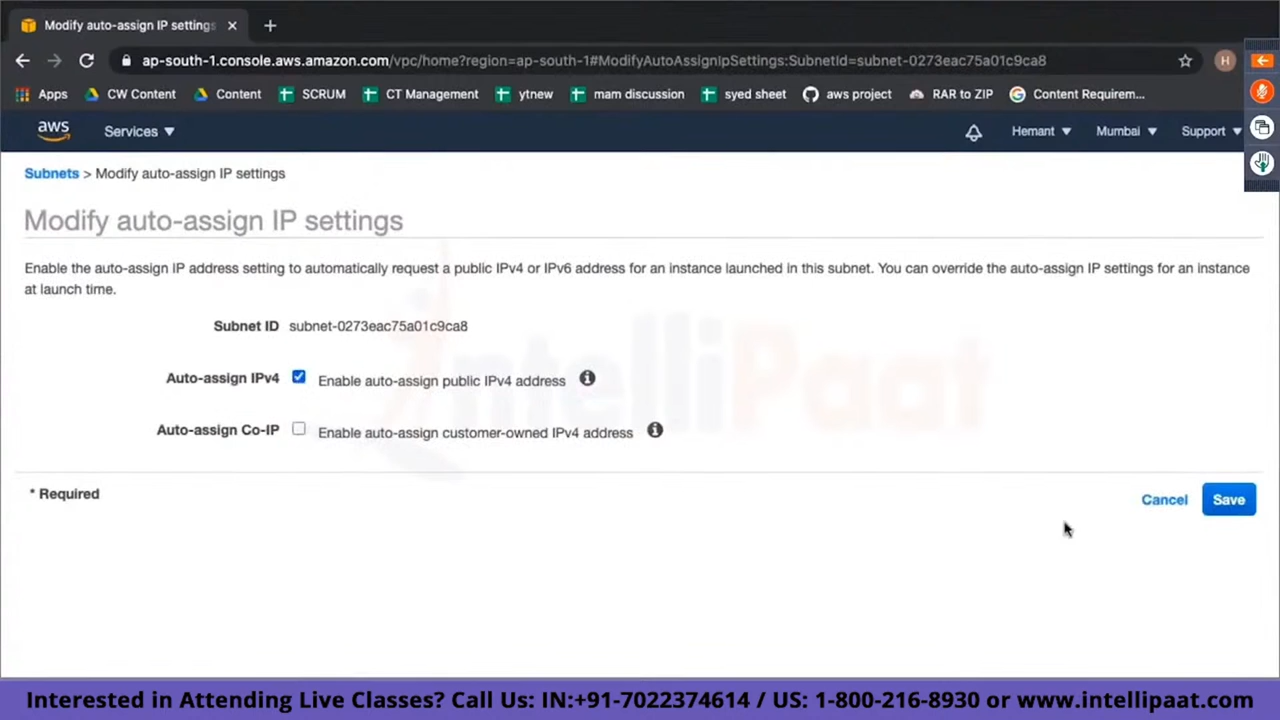 Modify auto-assign IP settings
ap-south-1.console.aws.amazon.com/vpc/home?region=ap-south-1#ModifyAutoAssignIpSettings:SubnetId=subnet-0273eac75a01c9ca8
H
Apps CW Content Content SCRUM CT Management ytnew mam discussion syed sheet aws project RAR to ZIP Content Requirem...
aws Services Hemant Mumbai Support
Subnets > Modify auto-assign IP settings
Modify auto-assign IP settings
Enable the auto-assign IP address setting to automatically request a public IPv4 or IPv6 address for an instance launched in this subnet. You can override the auto-assign IP settings for an instance
at launch time.
Subnet ID subnet-0273eac75a01c9ca8
Auto-assign IPv4 Enable auto-assign public IPv4 address
Auto-assign Co-IP Enable auto-assign customer-owned IPv4 address
IntelliPaat
* Required
Cancel Save
Interested in Attending Live Classes? Call Us: IN:+91-7022374614 / US: 1-800-216-8930 or www.intellipaat.com